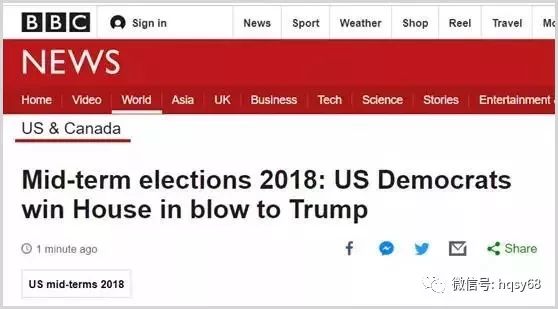 BBC Sign in News Sport Weather Shop Reel Travel
NEWS
Home Video World Asia UK Business Tech Science Stories Entertainment &
US & Canada
Mid-term elections 2018: US Democrats
win House in blow to Trump
1 minute ago Share
US mid-terms 2018
微信号: hqsy68